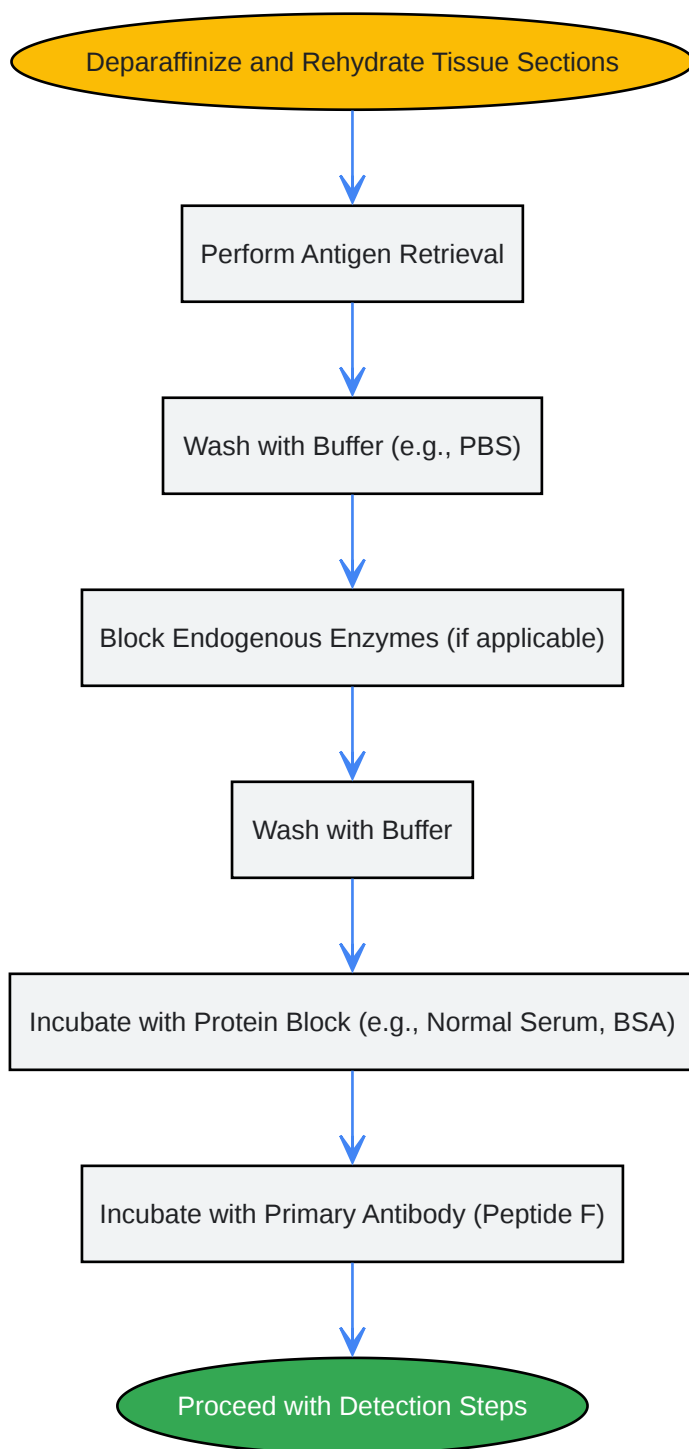 Deparaffinize and Rehydrate Tissue Sections
Perform Antigen Retrieval
Wash with Buffer (e.g., PBS)
Block Endogenous Enzymes (if applicable)
Wash with Buffer
Incubate with Protein Block (e.g., Normal Serum, BSA)
Incubate with Primary Antibody (Peptide F)
Proceed with Detection Steps